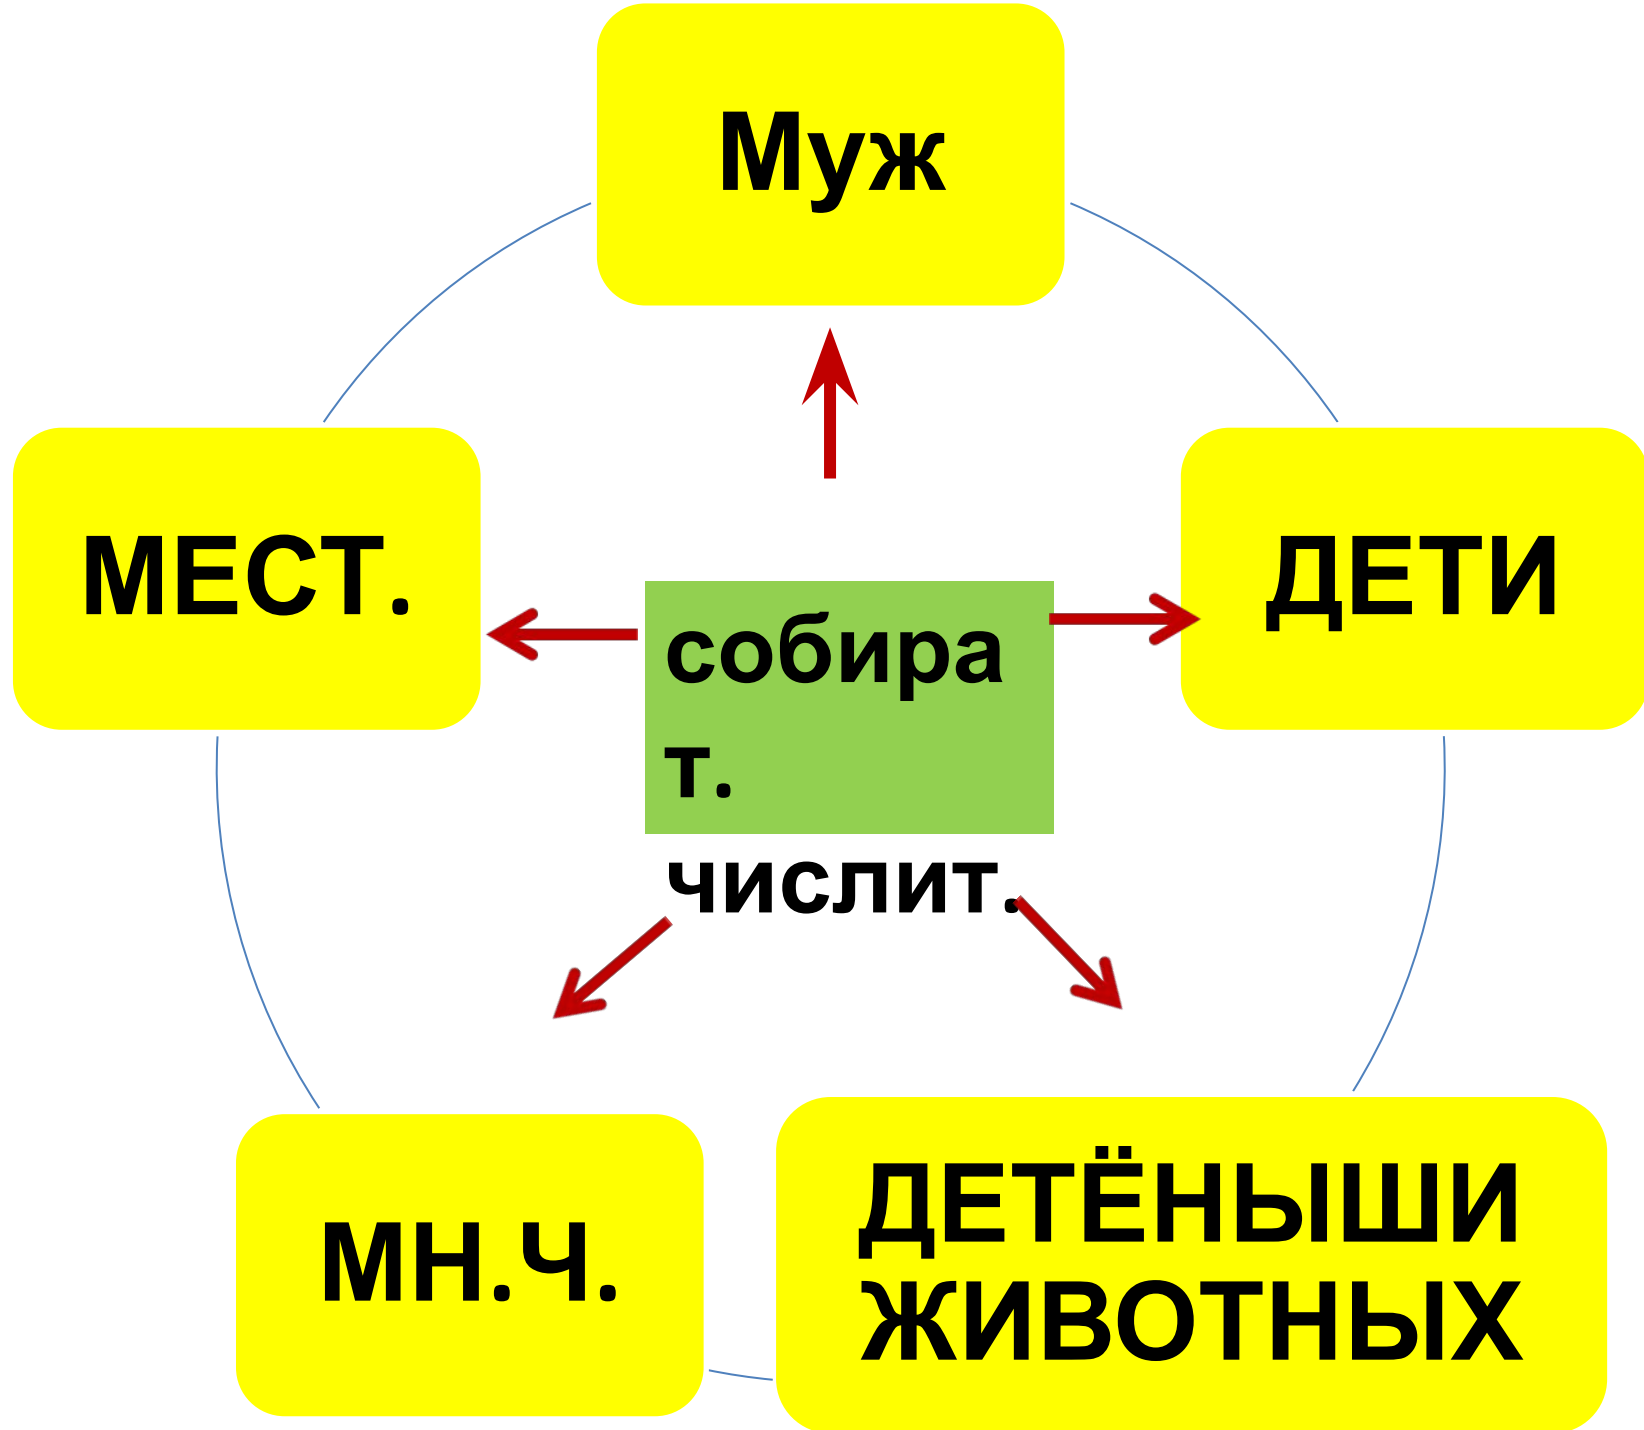 Муж
МЕСТ.
ДЕТИ
собира
т.
числит.
МН.Ч.
ДЕТЁНЫШИ
ЖИВОТНЫХ